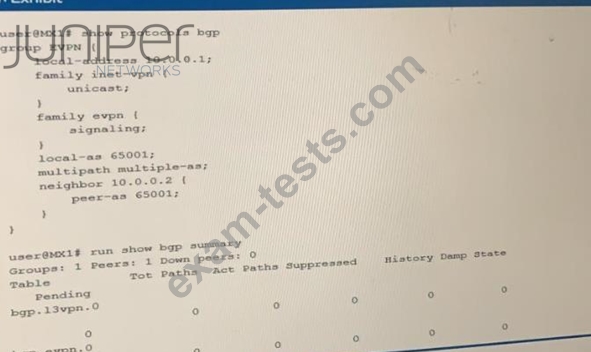 Exhibit
user@MX1# show protocols bgp
group EVPN {
local-address 10.0.0.1;
family inet-vpn {
unicast;
}
family evpn {
signaling;
}
local-as 65001;
multipath multiple-as;
neighbor 10.0.0.2 {
peer-as 65001;
}
}
user@MX1# run show bgp summary
Groups: 1 Peers: 1 Down peers: 0
Table Tot Paths Act Paths Suppressed History Damp State
Pending
bgp.l3vpn.0
0 0 0 0 0
0
evpn.0
0 0 0 0 0
JUNIPER
NETWORKS
exam-tests.com